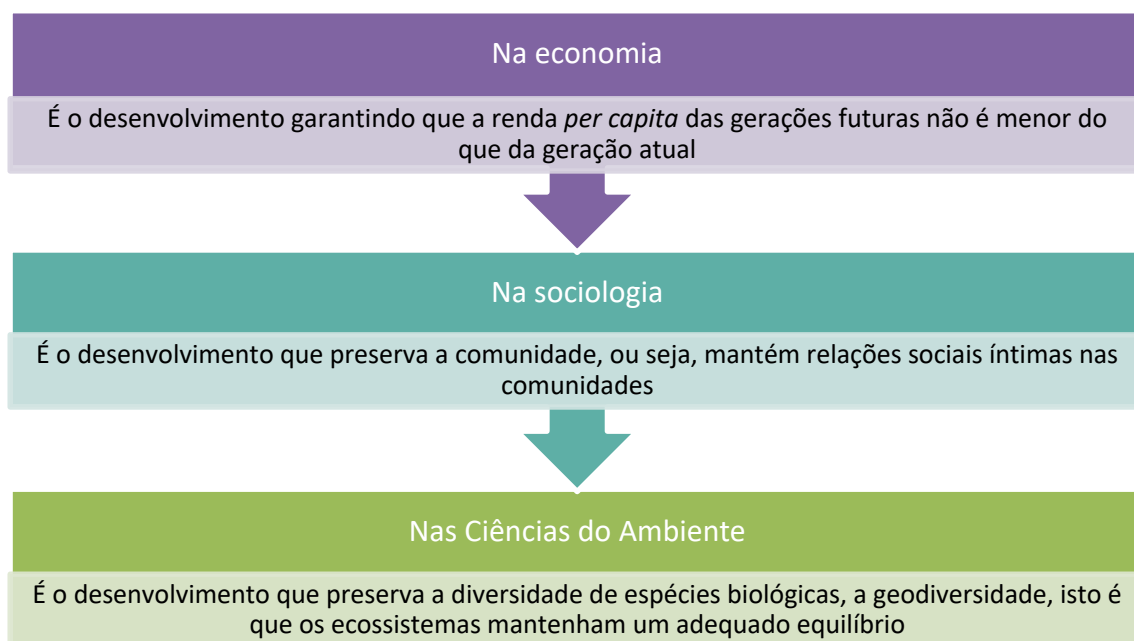 Na economia
É o desenvolvimento garantindo que a renda per capita das gerações futuras não é menor do
que da geração atual
Na sociologia
É o desenvolvimento que preserva a comunidade, ou seja, mantém relações sociais íntimas nas
comunidades
Nas Ciências do Ambiente
É o desenvolvimento que preserva a diversidade de espécies biológicas, a geodiversidade, isto é
que os ecossistemas mantenham um adequado equilíbrio